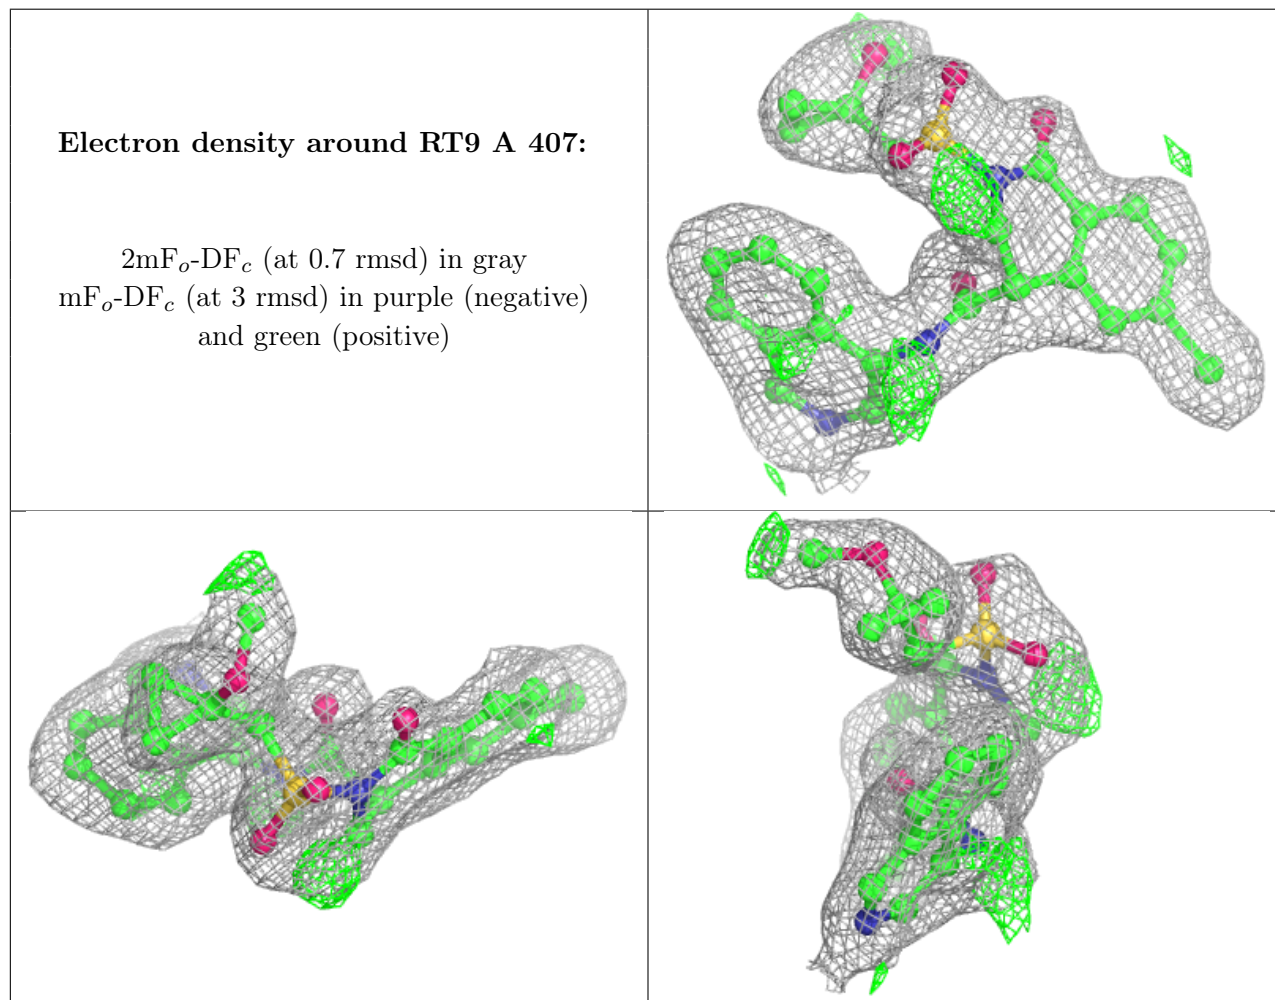 Electron density around RT9 A 407:
2mFo-DFc (at 0.7 rmsd) in gray
mFo-DFc (at 3 rmsd) in purple (negative)
and green (positive)